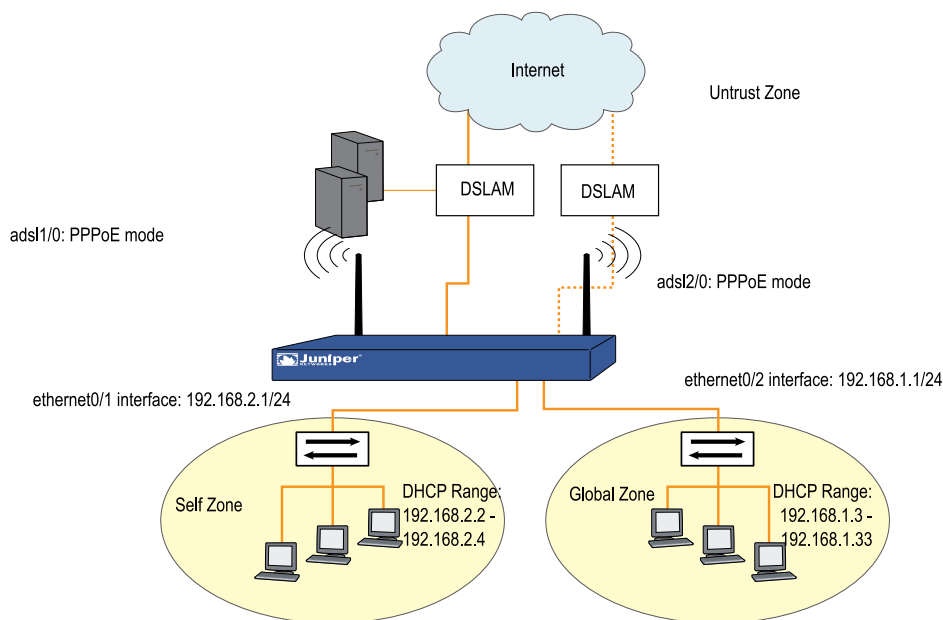 Internet
Untrust Zone
DSLAM
DSLAM
adsl1/0: PPPoE mode
adsl2/0: PPPoE mode
Juniper®
NETWORKS
ethernet0/1 interface: 192.168.2.1/24
ethernet0/2 interface: 192.168.1.1/24
Self Zone
DHCP Range:
192.168.2.2 -
192.168.2.4
Global Zone
DHCP Range:
192.168.1.3 -
192.168.1.33